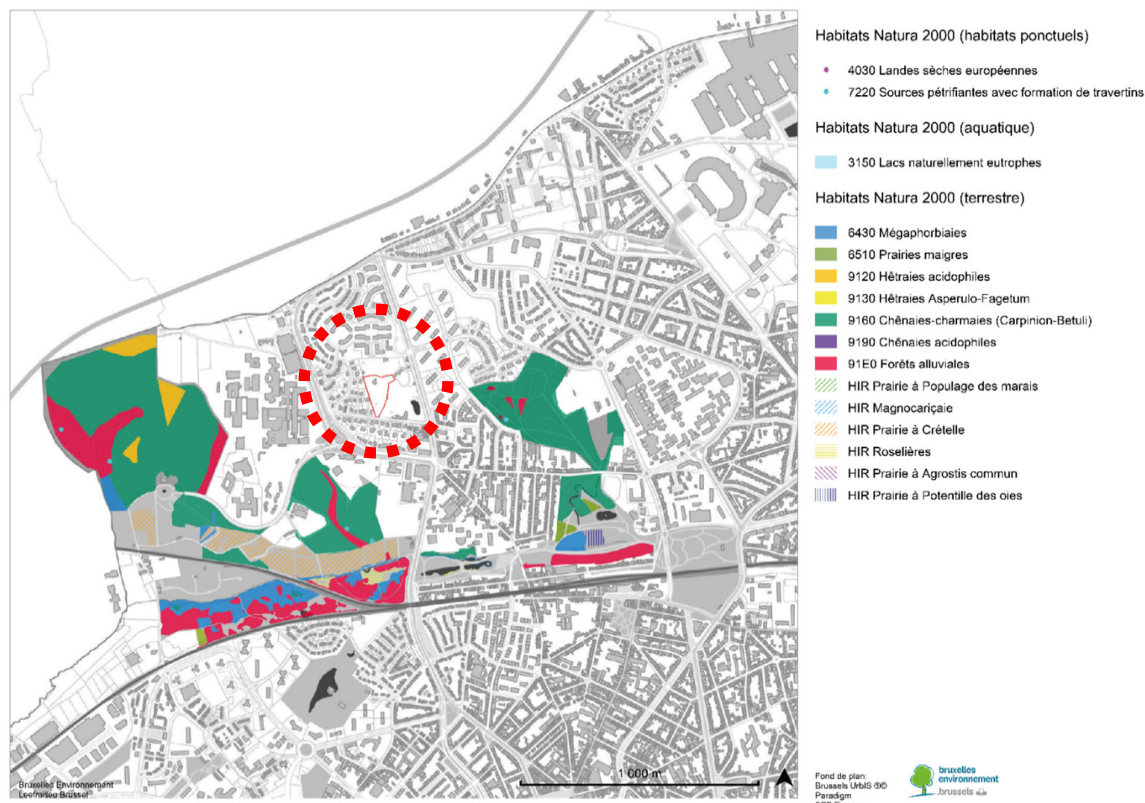 Habitats Natura 2000 (habitats ponctuels)
4030 Landes sèches européennes
7220 Sources pétrifiantes avec formation de travertins
Habitats Natura 2000 (aquatique)
3150 Lacs naturellement eutrophes
Habitats Natura 2000 (terrestre)
6430 Mégaphorbiaies
6510 Prairies maigres
9120 Hêtraies acidophiles
9130 Hêtraies Asperulo-Fagetum
9160 Chênaies-charmaies (Carpinion-Betuli)
9190 Chênaies acidophiles
91E0 Forêts alluviales
HIR Prairie à Populage des marais
HIR Magnocariçaie
HIR Prairie à Crételle
HIR Roselières
HIR Prairie à Agrostis commun
HIR Prairie à Potentille des oies
1 000 m
Bruxelles Environnement
Leefmilieu Brussel
Fond de plan:
Brussels UrbIS ®©
Paradigm
bruxelles
environnement
.brussels